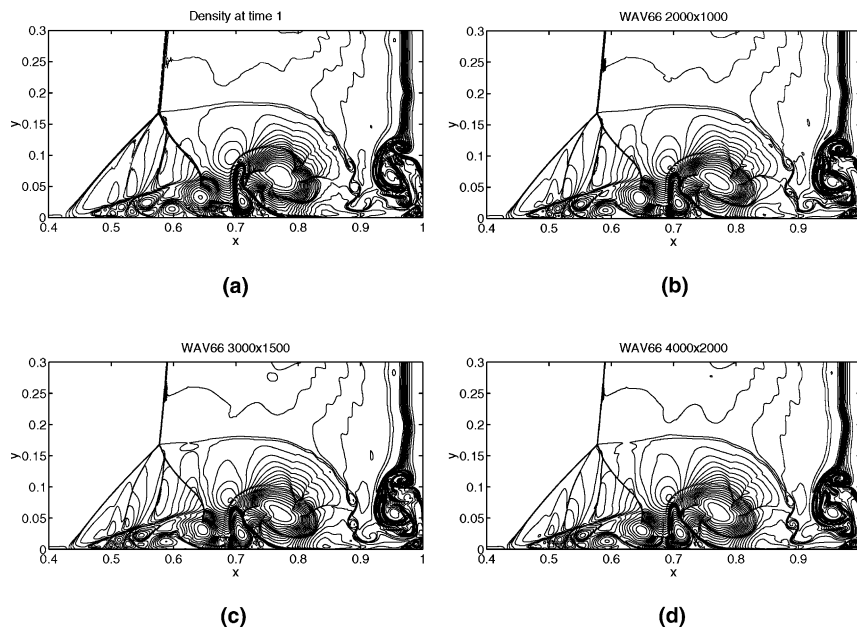 Density at time 1
0.3
0.25
0.2
0.15
0.1
0.05
0
y
0.4 0.5 0.6 0.7 0.8 0.9 1
x
(a)
WAV66 2000x1000
0.3
0.25
0.2
0.15
0.1
0.05
0
y
0.4 0.5 0.6 0.7 0.8 0.9
x
(b)
WAV66 3000x1500
0.3
0.25
0.2
0.15
0.1
0.05
0
y
0.4 0.5 0.6 0.7 0.8 0.9 1
x
(c)
WAV66 4000x2000
0.3
0.25
0.2
0.15
0.1
0.05
0
y
0.4 0.5 0.6 0.7 0.8 0.9
x
(d)